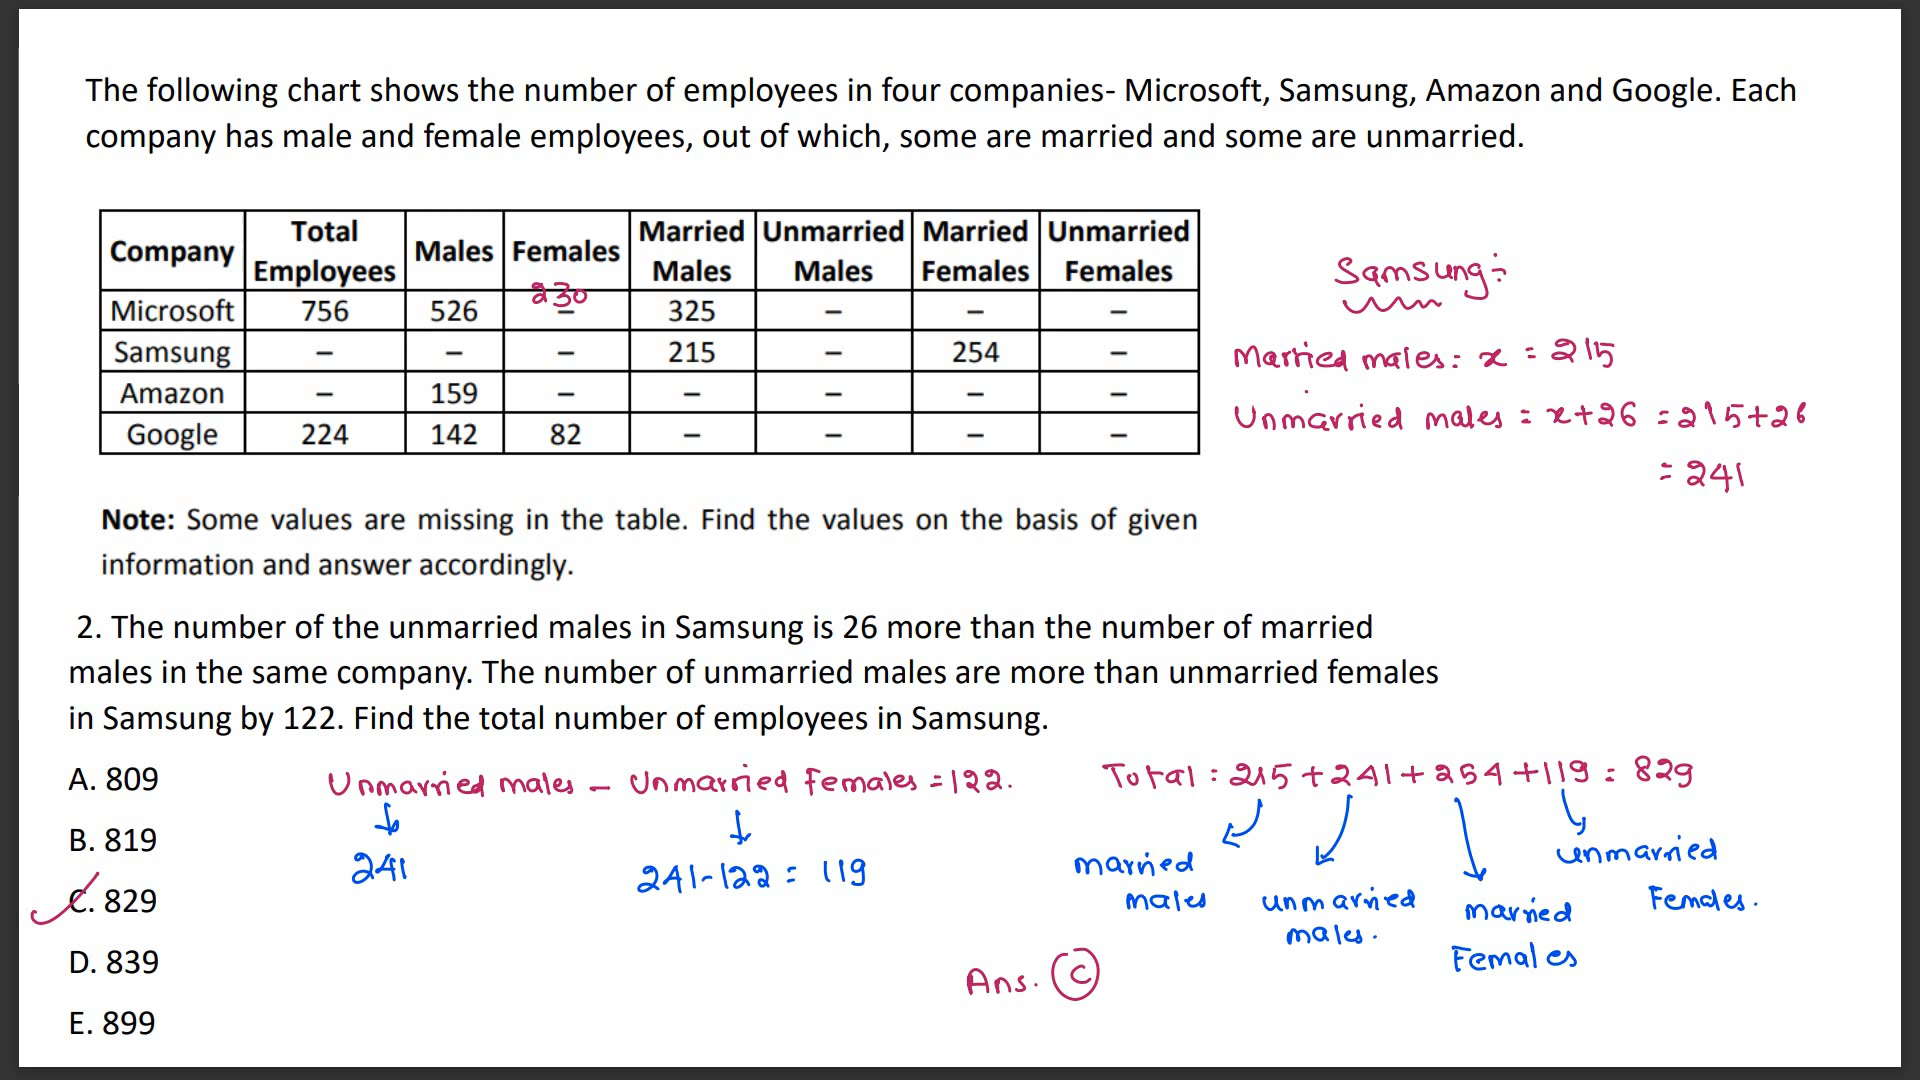 The following chart shows the number of employees in four companies- Microsoft, Samsung, Amazon and Google. Each
company has male and female employees, out of which, some are married and some are unmarried.
Company | Total Employees | Males | Females | Married Males | Unmarried Males | Married Females | Unmarried Females
Microsoft | 756 | 526 | 230 – | 325 | – | – | –
Samsung | – | – | – | 215 | – | 254 | –
Amazon | – | 159 | – | – | – | – | –
Google | 224 | 142 | 82 | – | – | – | –
Samsung:-
Married males: x = 215
Unmarried males = x+26 = 215+26
= 241
Note: Some values are missing in the table. Find the values on the basis of given
information and answer accordingly.
2. The number of the unmarried males in Samsung is 26 more than the number of married
males in the same company. The number of unmarried males are more than unmarried females
in Samsung by 122. Find the total number of employees in Samsung.
A. 809
B. 819
C. 829
D. 839
E. 899
Unmarried males – Unmarried Females = 122.
241
241-122 = 119
Total: 215+241+254+119 = 829
married
males
unmarried
males.
married
Females
unmarried
Females.
Ans. C